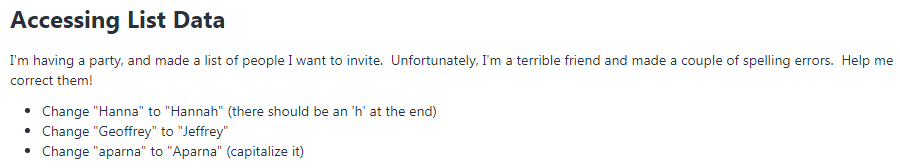 Accessing List Data
I'm having a party, and made a list of people I want to invite.  Unfortunately, I'm a terrible friend and made a couple of spelling errors.  Help me
correct them!
• Change "Hanna" to "Hannah" (there should be an 'h' at the end)
• Change "Geoffrey" to "Jeffrey"
• Change "aparna" to "Aparna" (capitalize it)